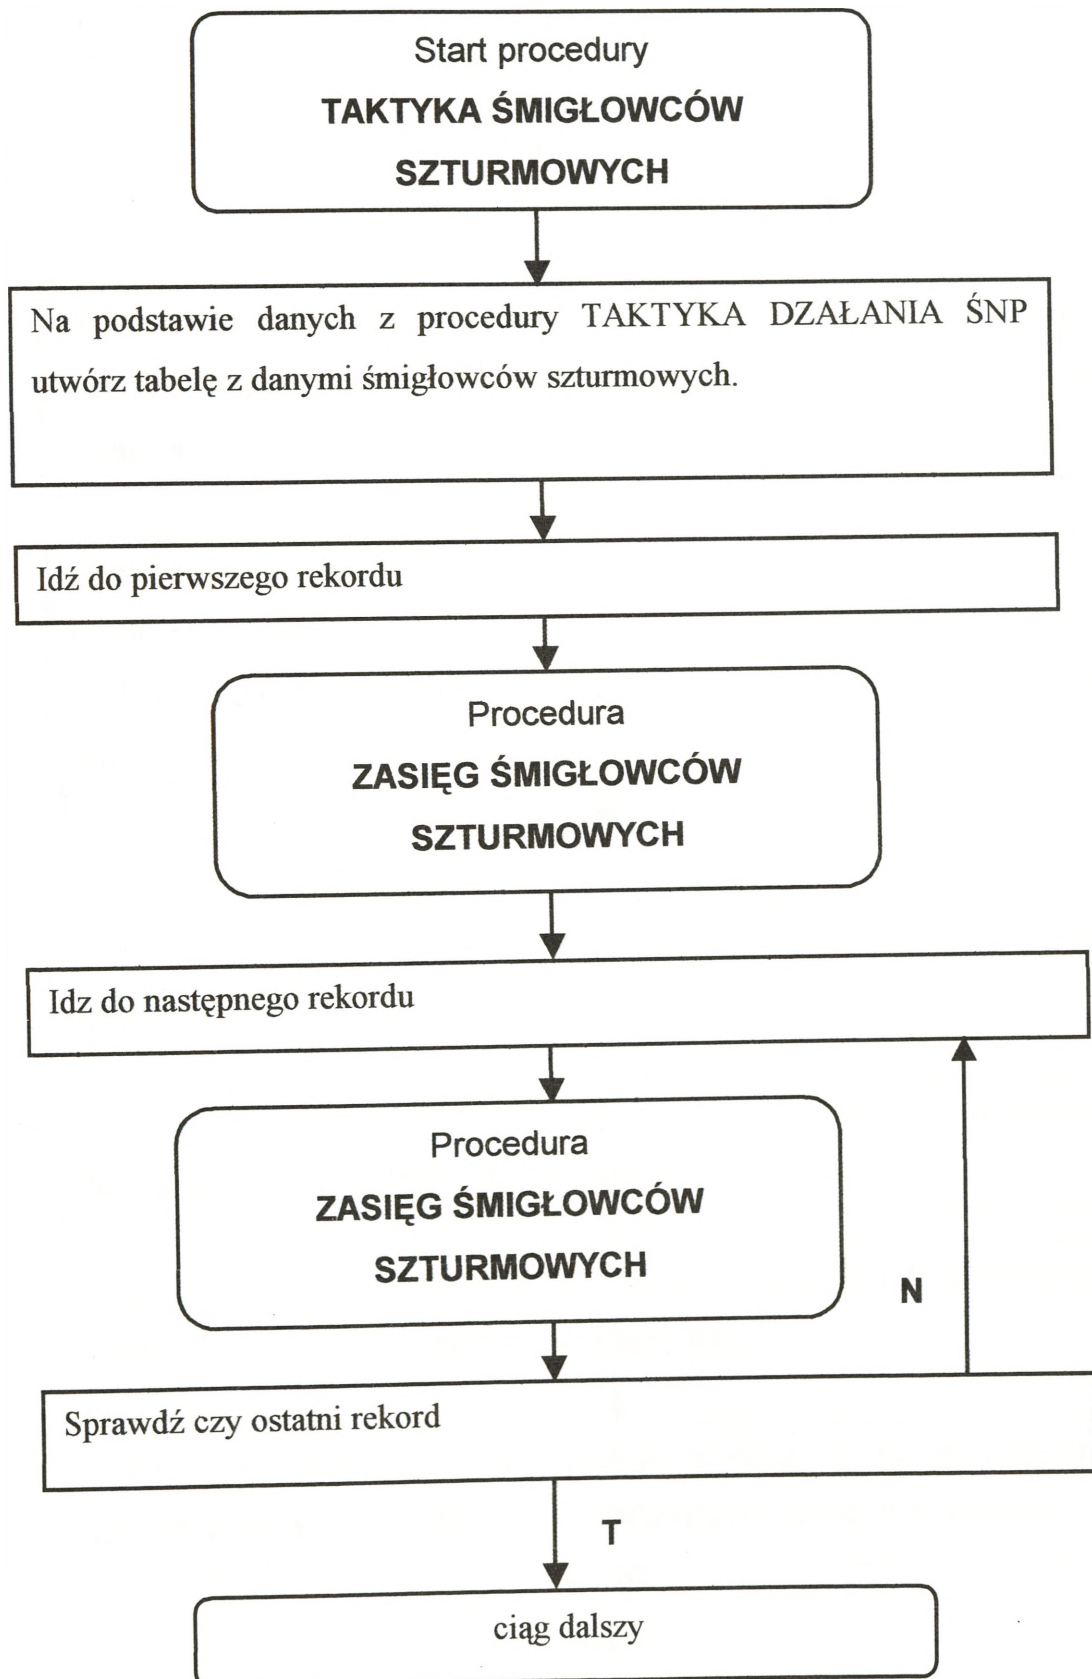 Start procedury
TAKTYKA ŚMIGŁOWCÓW
SZTURMOWYCH
Na podstawie danych z procedury TAKTYKA DZAŁANIA ŚNP
utwórz tabelę z danymi śmigłowców szturmowych.
Idź do pierwszego rekordu
Procedura
ZASIĘG ŚMIGŁOWCÓW
SZTURMOWYCH
Idz do następnego rekordu
Procedura
ZASIĘG ŚMIGŁOWCÓW
SZTURMOWYCH
N
Sprawdź czy ostatni rekord
T
ciąg dalszy